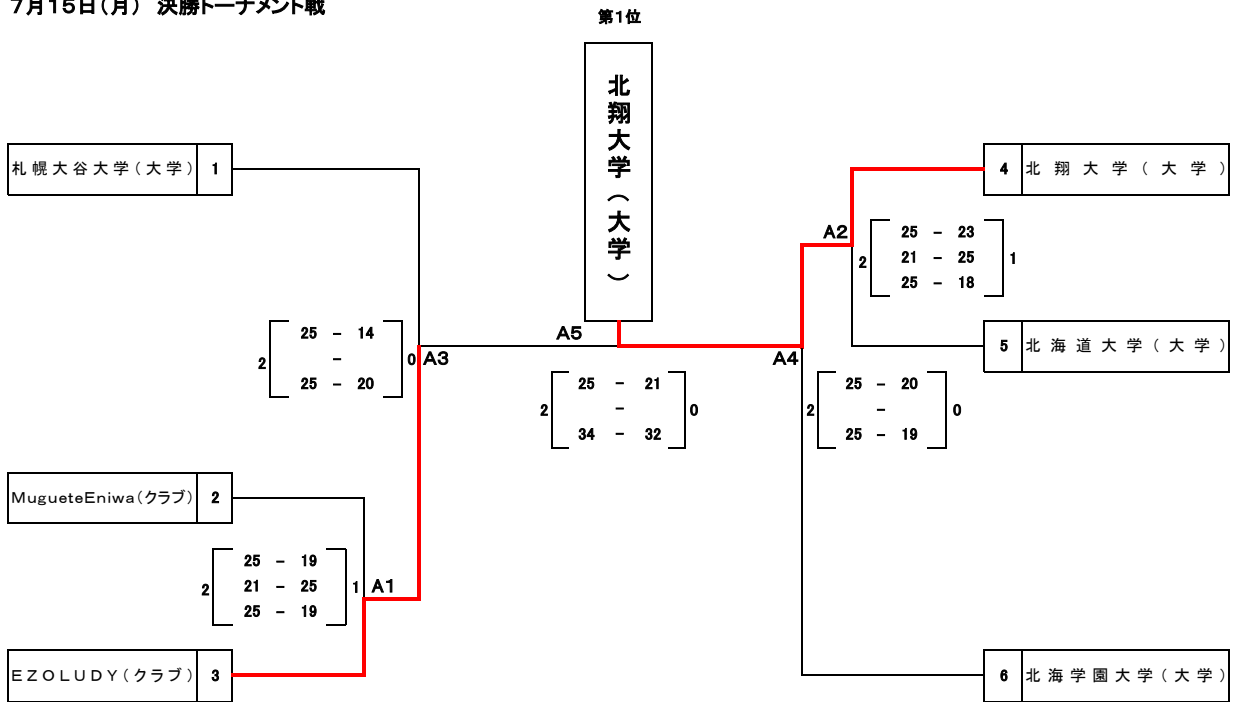 7月15日(月) 決勝トーナメント戦
第1位
北翔大学(大学)
札幌大谷大学(大学) 1
4 北翔大学(大学)
A2
2 25 - 23 1
21 - 25
25 - 18
5 北海道大学(大学)
A5
A3
A4
2 25 - 14 0
-
25 - 20
2 25 - 21 0
-
34 - 32
2 25 - 20 0
-
25 - 19
MugueteEniwa(クラブ) 2
2 25 - 19 1
21 - 25
25 - 19
A1
EZOLUDY(クラブ) 3
6 北海学園大学(大学)